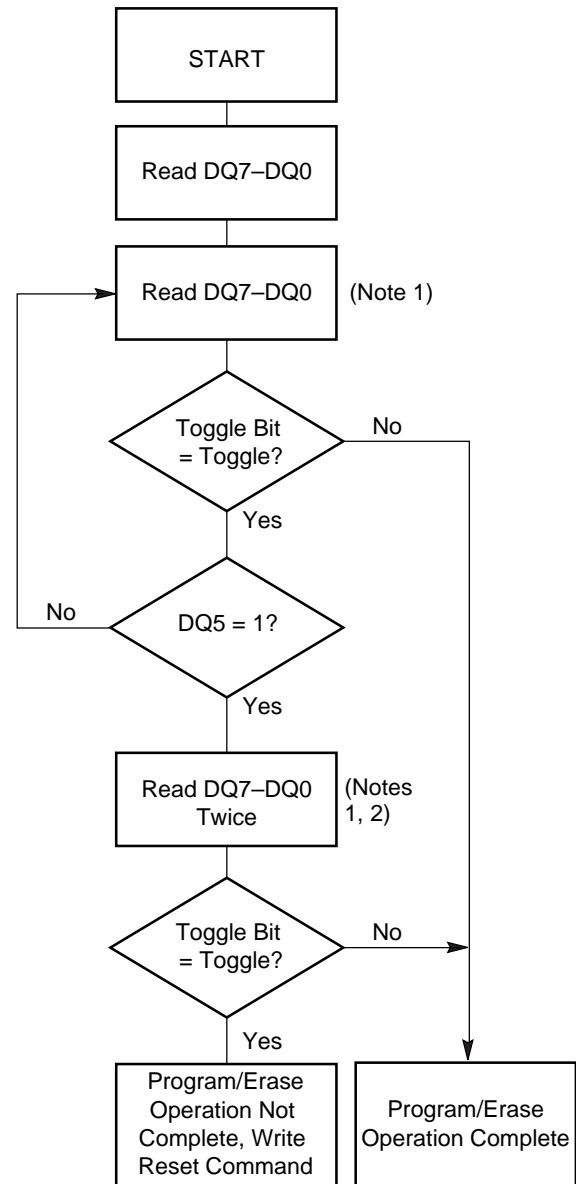 START
Read DQ7–DQ0
Read DQ7–DQ0
(Note 1)
Toggle Bit
= Toggle?
No
Yes
DQ5 = 1?
No
Yes
Read DQ7–DQ0
Twice
(Notes
1, 2)
Toggle Bit
= Toggle?
No
Yes
Program/Erase
Operation Not
Complete, Write
Reset Command
Program/Erase
Operation Complete